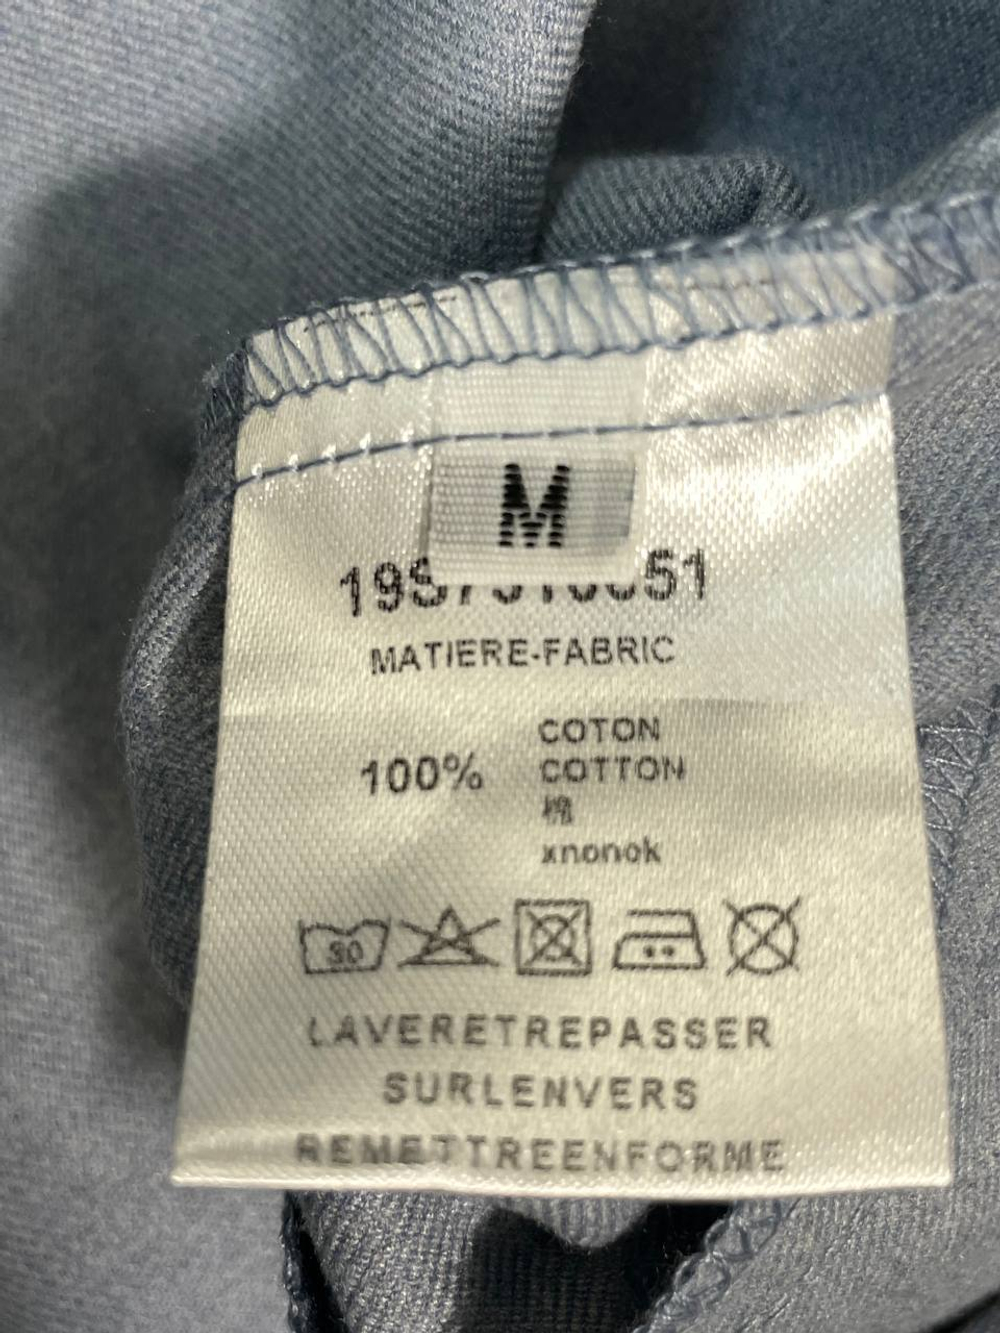 M
MATIERE-FABRIC
COTON
100% COTTON
棉
xnonok
30
LAVERETREPASSER
SURLENVERS
REMETTREENFORME